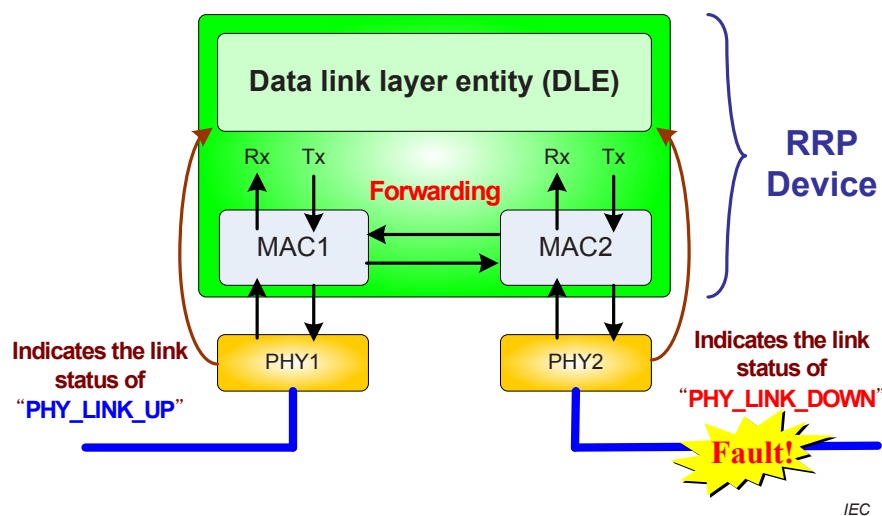 Data link layer entity (DLE)
Rx
Tx
Rx
Tx
Forwarding
RRP
Device
MAC1
MAC2
PHY1
PHY2
Indicates the link
status of
“PHY_LINK_UP”
Indicates the link
status of
“PHY_LINK_DOWN”
Fault!
IEC